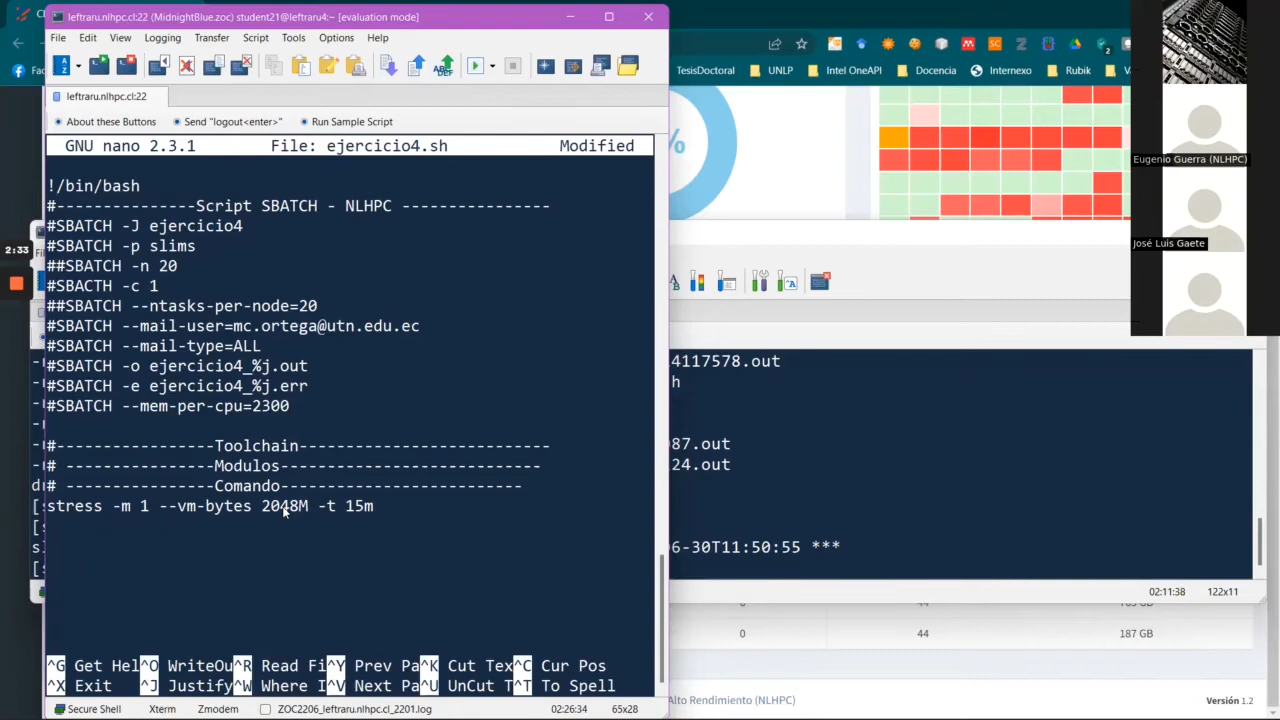 leftraru.nlhpc.cl:22 (MidnightBlue.zoc) student21@leftraru4:~ [evaluation mode]
File Edit View Logging Transfer Script Tools Options Help
leftraru.nlhpc.cl:22
About these Buttons Send "logout<enter>" Run Sample Script
GNU nano 2.3.1 File: ejercicio4.sh Modified
!/bin/bash
#---------------Script SBATCH - NLHPC ---------------
#SBATCH -J ejercicio4
#SBATCH -p slims
##SBATCH -n 20
#SBACTH -c 1
##SBATCH --ntasks-per-node=20
#SBATCH --mail-user=mc.ortega@utn.edu.ec
#SBATCH --mail-type=ALL
#SBATCH -o ejercicio4_%j.out
#SBATCH -e ejercicio4_%j.err
#SBATCH --mem-per-cpu=2300
#-----------------Toolchain---------------------------
# ----------------Modulos----------------------------
# ----------------Comando--------------------------
stress -m 1 --vm-bytes 2048M -t 15m
^G Get Hel^O WriteOu^R Read Fi^Y Prev Pa^K Cut Tex^C Cur Pos
^X Exit ^J Justify^W Where I^V Next Pa^U UnCut T^T To Spell
Secure Shell Xterm Zmodem ZOC2206_leftraru.nlhpc.cl_2201.log 02:26:34 65x28
2:33
TesisDoctoral UNLP Intel OneAPI Docencia Internexo Rubik
%
4117578.out
h
87.out
24.out
6-30T11:50:55 ***
02:11:38 122x11
0 44 187 GB
Alto Rendimiento (NLHPC) Versión 1.2
Eugenio Guerra (NLHPC)
José Luis Gaete